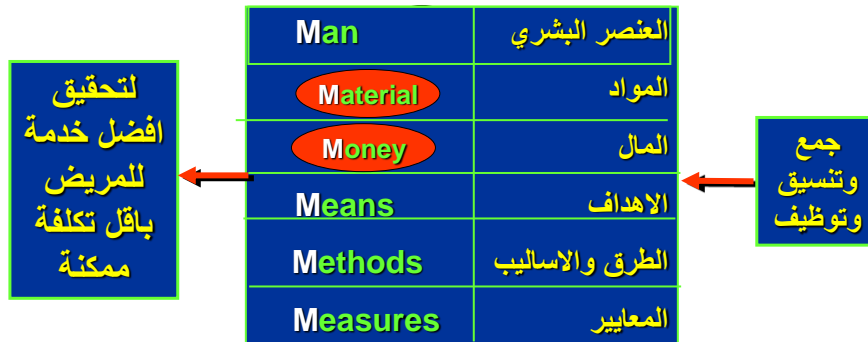 جمع
وتنسيق
وتوظيف
العنصر البشري Man
المواد Material
المال Money
الاهداف Means
الطرق والاساليب Methods
المعايير Measures
لتحقيق
افضل خدمة
للمريض
باقل تكلفة
ممكنة